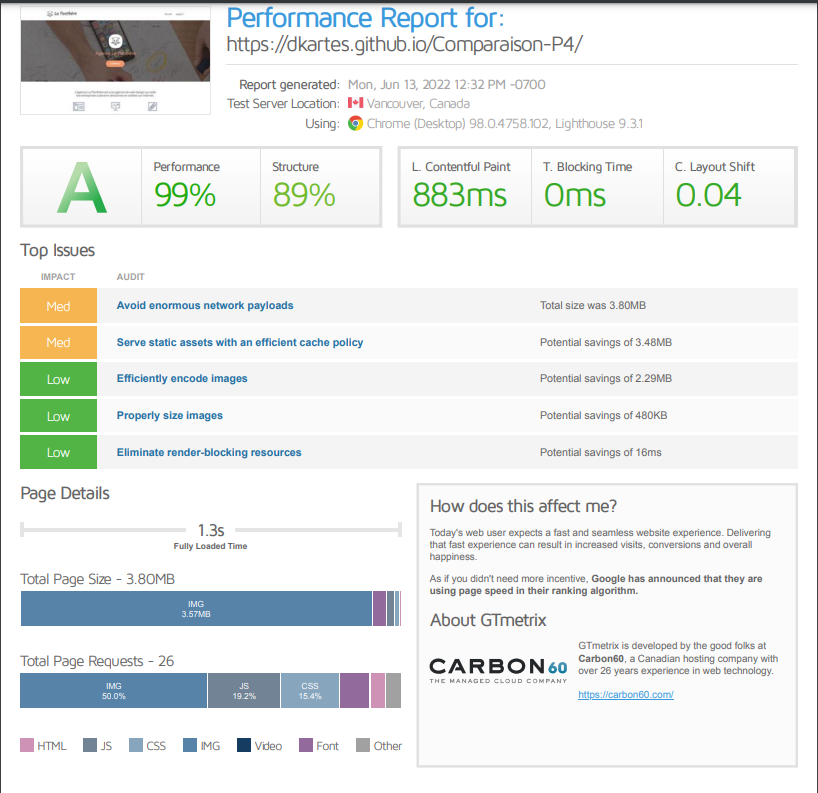 La Panthère
Performance Report for:
https://dkartes.github.io/Comparaison-P4/
Report generated: Mon, Jun 13, 2022 12:32 PM -0700
Test Server Location: Vancouver, Canada
Using: Chrome (Desktop) 98.0.4758.102, Lighthouse 9.3.1
A
Performance
99%
Structure
89%
L. Contentful Paint
883ms
T. Blocking Time
0ms
C. Layout Shift
0.04
Top Issues
IMPACT AUDIT
Med Avoid enormous network payloads Total size was 3.80MB
Med Serve static assets with an efficient cache policy Potential savings of 3.48MB
Low Efficiently encode images Potential savings of 2.29MB
Low Properly size images Potential savings of 480KB
Low Eliminate render-blocking resources Potential savings of 16ms
Page Details
1.3s
Fully Loaded Time
Total Page Size - 3.80MB
IMG
3.57MB
Total Page Requests - 26
IMG
50.0%
JS
19.2%
CSS
15.4%
HTML JS CSS IMG Video Font Other
How does this affect me?
Today's web user expects a fast and seamless website experience. Delivering
that fast experience can result in increased visits, conversions and overall
happiness.
As if you didn't need more incentive, Google has announced that they are
using page speed in their ranking algorithm.
About GTmetrix
CARBON60
THE MANAGED CLOUD COMPANY
GTmetrix is developed by the good folks at
Carbon60, a Canadian hosting company with
over 26 years experience in web technology.
https://carbon60.com/